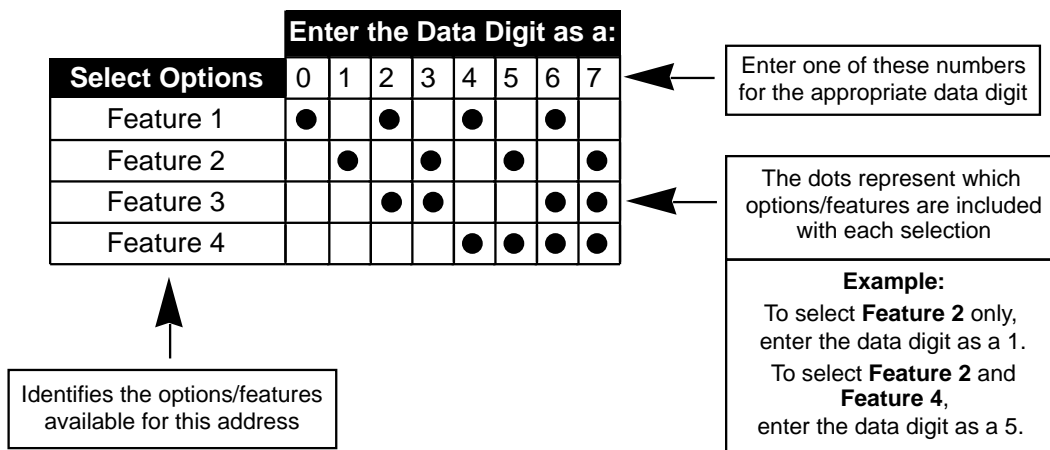 Enter the Data Digit as a:
Select Options 0 1 2 3 4 5 6 7
Feature 1
Feature 2
Feature 3
Feature 4
Enter one of these numbers
for the appropriate data digit
The dots represent which
options/features are included
with each selection
Example:
To select Feature 2 only,
enter the data digit as a 1.
To select Feature 2 and
Feature 4,
enter the data digit as a 5.
Identifies the options/features
available for this address